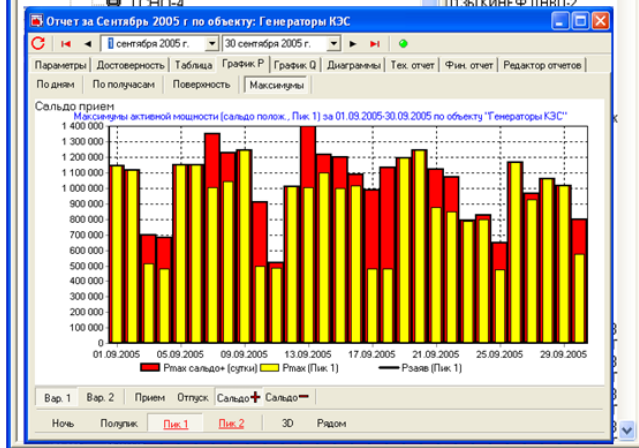 ТСНО-4
Отчет за Сентябрь 2005 г по объекту: Генераторы КЭС
1 сентября 2005 г. 30 сентября 2005 г.
Параметры Достоверность Таблица График P График Q Диаграммы Тех. отчет Фин. отчет Редактор отчетов
По дням По получасам Поверхность Максимумы
Сальдо прием
Максимумы активной мощности (сальдо полож., Пик 1) за 01.09.2005-30.09.2005 по объекту "Генераторы КЭС"
1 400 000
1 300 000
1 200 000
1 100 000
1 000 000
900 000
800 000
700 000
600 000
500 000
400 000
300 000
200 000
100 000
0
01.09.2005 05.09.2005 09.09.2005 13.09.2005 17.09.2005 21.09.2005 25.09.2005 29.09.2005
Pmax сальдо+ (сутки) Pmax (Пик 1) Pзаяв (Пик 1)
Вар. 1 Вар. 2 Прием Отпуск Сальдо+ Сальдо-
Ночь Полупик Пик 1 Пик 2 3D Рядом